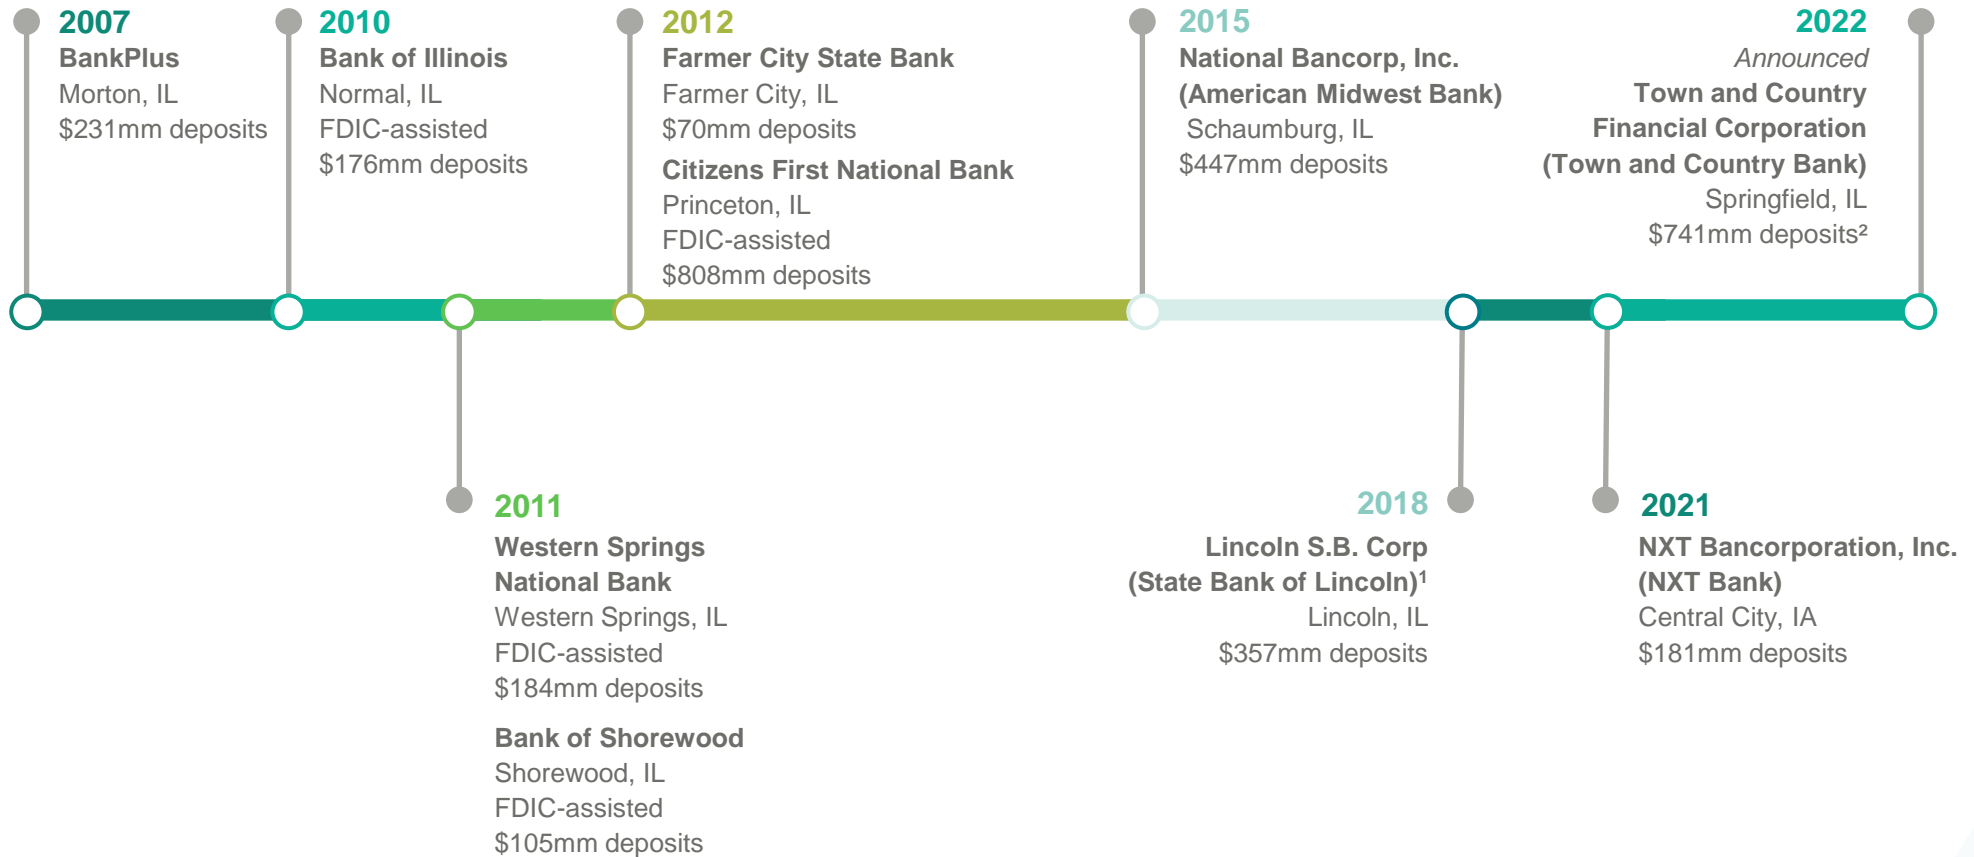 2007
BankPlus
Morton, IL
$231mm deposits
2010
Bank of Illinois
Normal, IL
FDIC-assisted
$176mm deposits
2012
Farmer City State Bank
Farmer City, IL
$70mm deposits
Citizens First National Bank
Princeton, IL
FDIC-assisted
$808mm deposits
2015
National Bancorp, Inc.
(American Midwest Bank)
Schaumburg, IL
$447mm deposits
2022
Announced
Town and Country
Financial Corporation
(Town and Country Bank)
Springfield, IL
$741mm deposits²
2011
Western Springs
National Bank
Western Springs, IL
FDIC-assisted
$184mm deposits
Bank of Shorewood
Shorewood, IL
FDIC-assisted
$105mm deposits
2018
Lincoln S.B. Corp
(State Bank of Lincoln)¹
Lincoln, IL
$357mm deposits
2021
NXT Bancorporation, Inc.
(NXT Bank)
Central City, IA
$181mm deposits